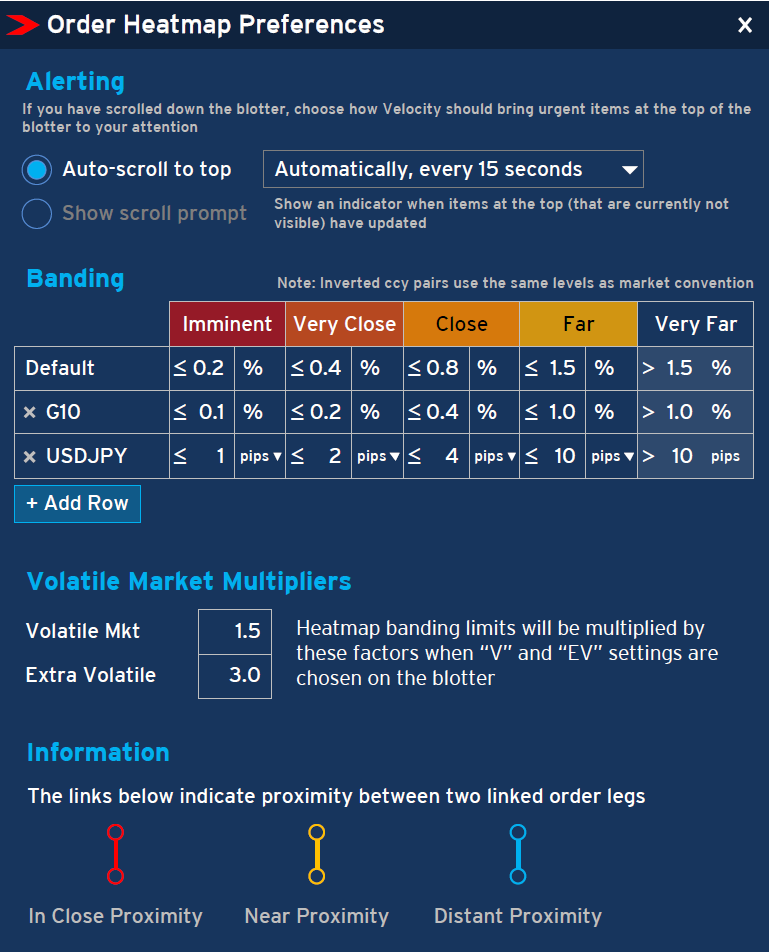 Order Heatmap Preferences x
Alerting
If you have scrolled down the blotter, choose how Velocity should bring urgent items at the top of the
blotter to your attention
Auto-scroll to top Automatically, every 15 seconds
Show scroll prompt Show an indicator when items at the top (that are currently not
visible) have updated
Banding Note: Inverted ccy pairs use the same levels as market convention
Imminent Very Close Close Far Very Far
Default ≤ 0.2 % ≤ 0.4 % ≤ 0.8 % ≤ 1.5 % > 1.5 %
× G10 ≤ 0.1 % ≤ 0.2 % ≤ 0.4 % ≤ 1.0 % > 1.0 %
× USDJPY ≤ 1 pips ▼ ≤ 2 pips ▼ ≤ 4 pips ▼ ≤ 10 pips ▼ > 10 pips
+ Add Row
Volatile Market Multipliers
Volatile Mkt 1.5 Heatmap banding limits will be multiplied by
these factors when “V” and “EV” settings are
Extra Volatile 3.0 chosen on the blotter
Information
The links below indicate proximity between two linked order legs
In Close Proximity Near Proximity Distant Proximity